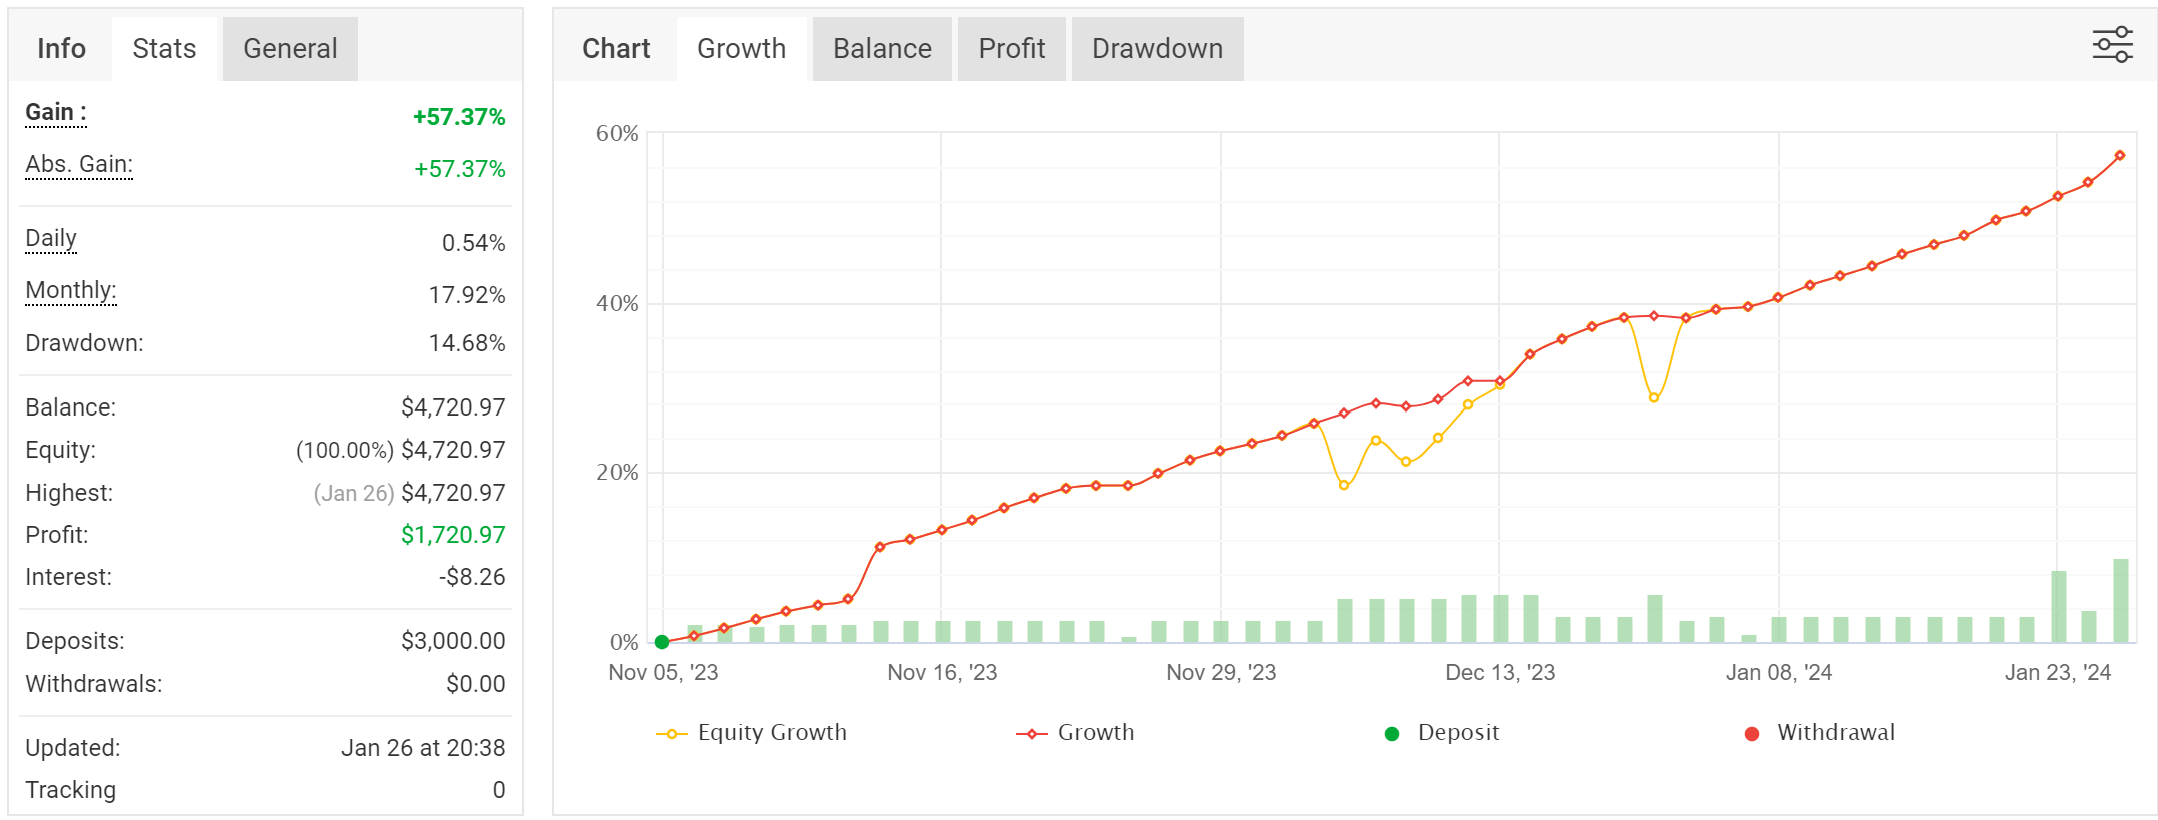 Info Stats General
Gain : +57.37%
Abs. Gain: +57.37%
Daily 0.54%
Monthly: 17.92%
Drawdown: 14.68%
Balance: $4,720.97
Equity: (100.00%) $4,720.97
Highest: (Jan 26) $4,720.97
Profit: $1,720.97
Interest: -$8.26
Deposits: $3,000.00
Withdrawals: $0.00
Updated: Jan 26 at 20:38
Tracking 0
Chart Growth Balance Profit Drawdown
60%
40%
20%
0%
Nov 05, '23 Nov 16, '23 Nov 29, '23 Dec 13, '23 Jan 08, '24 Jan 23, '24
Equity Growth Growth Deposit Withdrawal